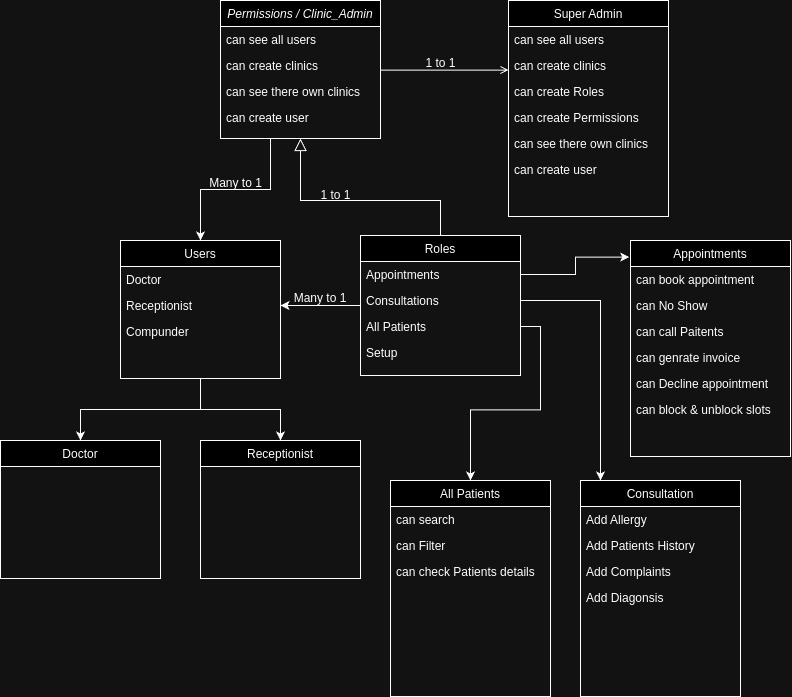 Permissions / Clinic_Admin
can see all users
can create clinics
can see there own clinics
can create user
1 to 1
Super Admin
can see all users
can create clinics
can create Roles
can create Permissions
can see there own clinics
can create user
Many to 1
1 to 1
Users
Doctor
Receptionist
Compunder
Many to 1
Roles
Appointments
Consultations
All Patients
Setup
Appointments
can book appointment
can No Show
can call Paitents
can genrate invoice
can Decline appointment
can block & unblock slots
Doctor
Receptionist
All Patients
can search
can Filter
can check Patients details
Consultation
Add Allergy
Add Patients History
Add Complaints
Add Diagonsis